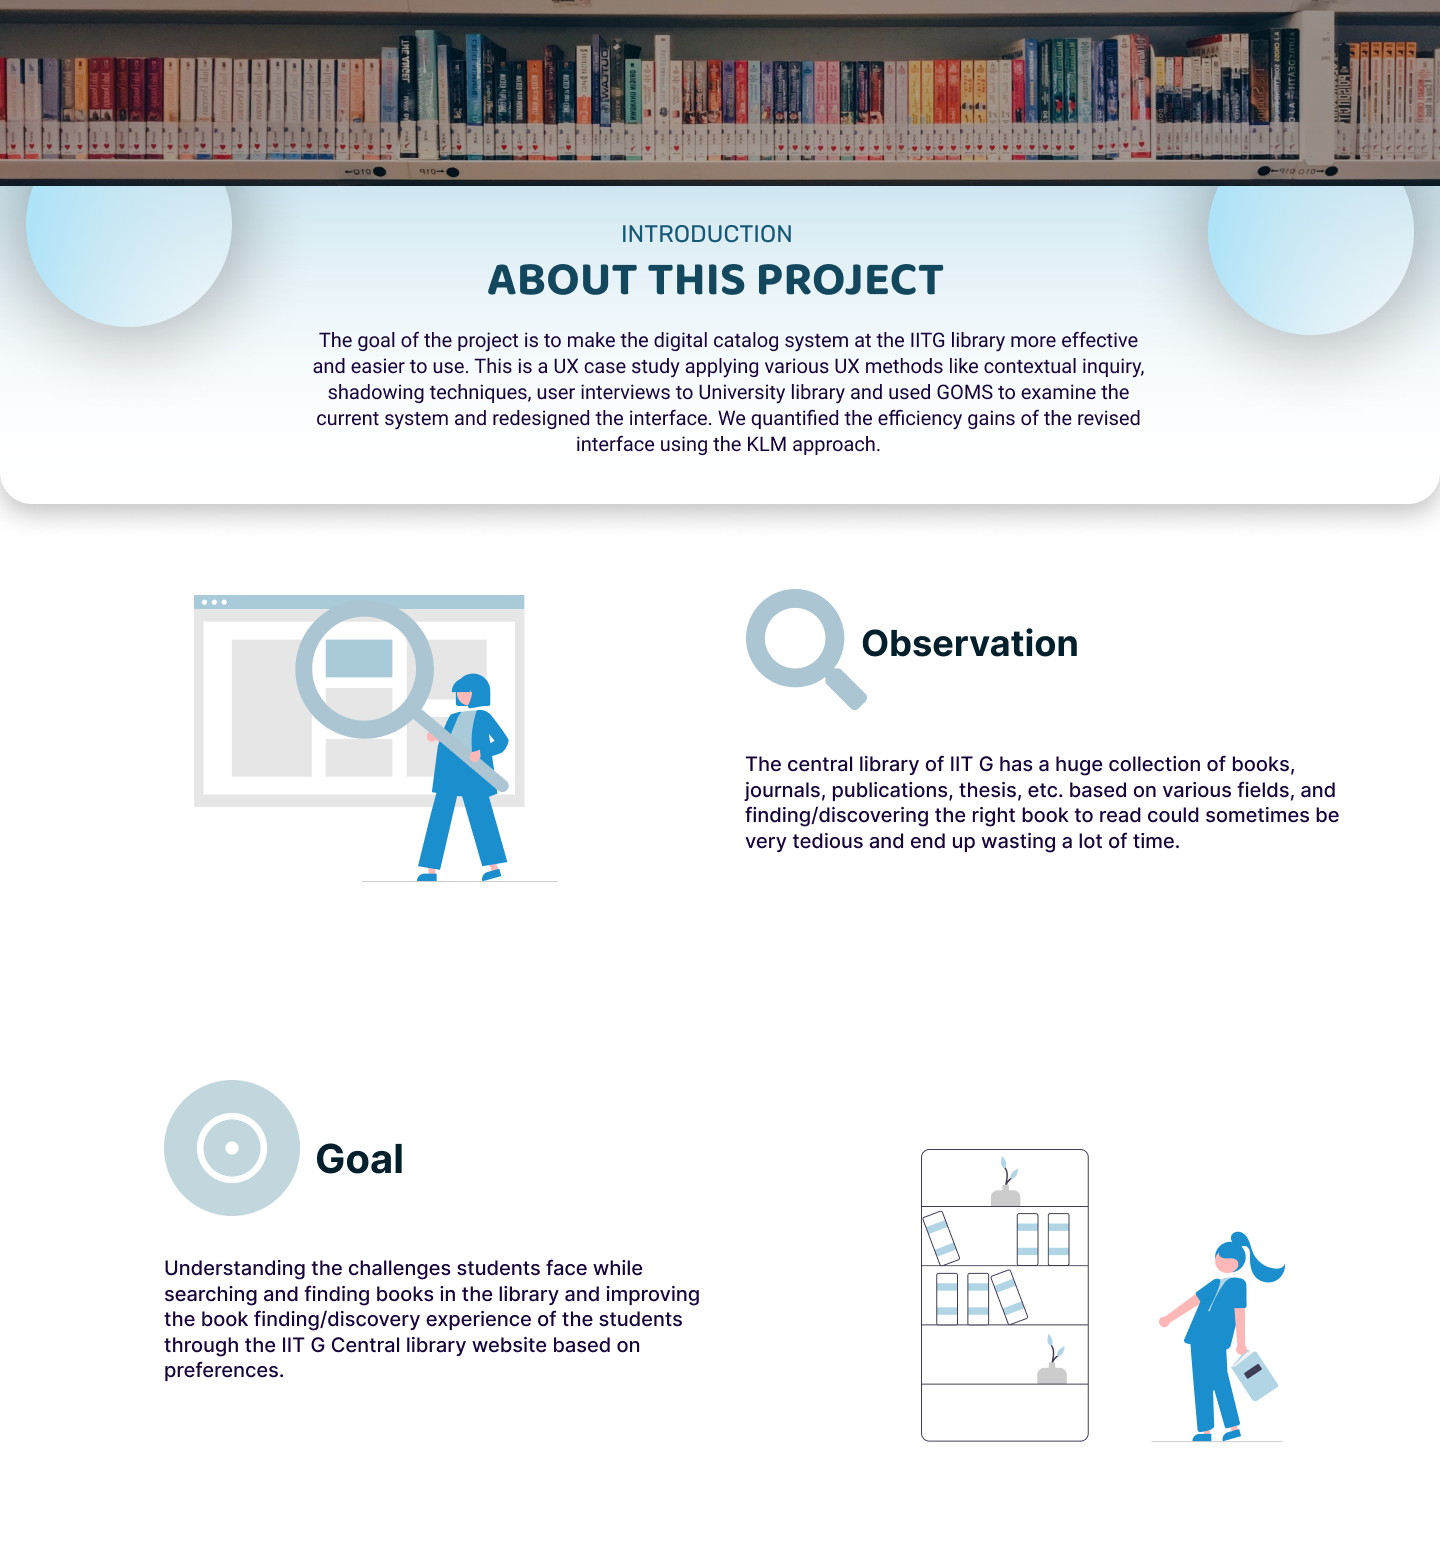 INTRODUCTION
ABOUT THIS PROJECT
The goal of the project is to make the digital catalog system at the IITG library more effective
and easier to use. This is a UX case study applying various UX methods like contextual inquiry,
shadowing techniques, user interviews to University library and used GOMS to examine the
current system and redesigned the interface. We quantified the efficiency gains of the revised
interface using the KLM approach.
Observation
The central library of IIT G has a huge collection of books,
journals, publications, thesis, etc. based on various fields, and
finding/discovering the right book to read could sometimes be
very tedious and end up wasting a lot of time.
Goal
Understanding the challenges students face while
searching and finding books in the library and improving
the book finding/discovery experience of the students
through the IIT G Central library website based on
preferences.